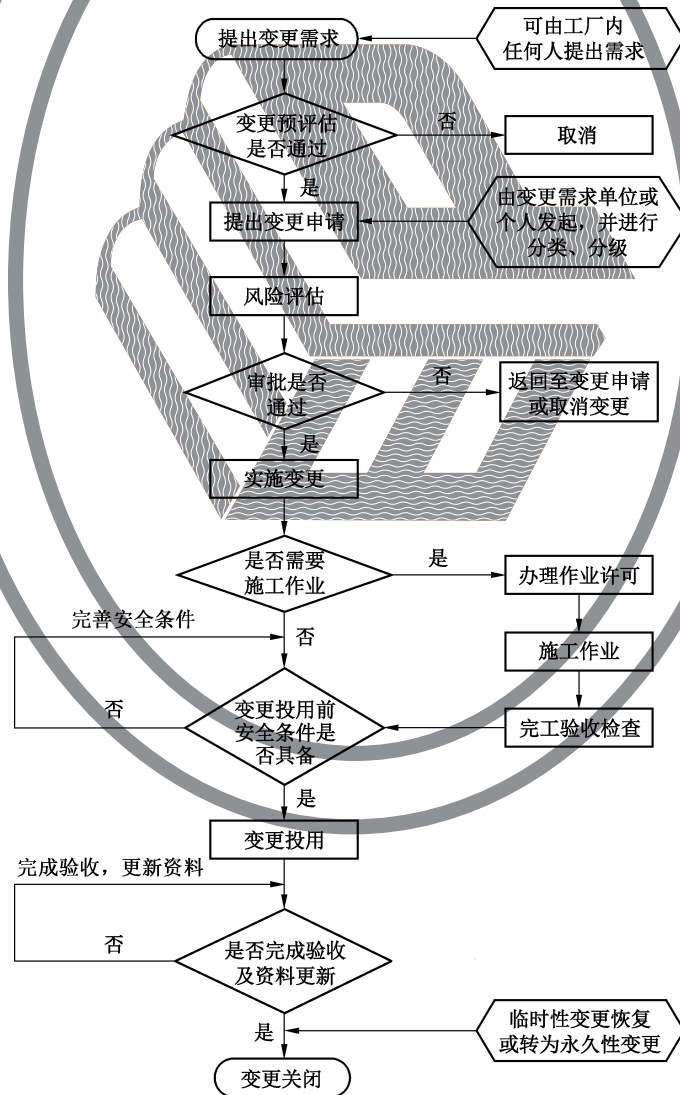 提出变更需求
可由工厂内
任何人提出需求
变更预评估
是否通过
否
取消
是
提出变更申请
由变更需求单位或
个人发起，并进行
分类、分级
风险评估
审批是否
通过
否
返回至变更申请
或取消变更
是
实施变更
是否需要
施工作业
是
办理作业许可
完善安全条件
否
施工作业
否
变更投用前
安全条件是
否具备
完工验收检查
是
变更投用
完成验收，更新资料
否
是否完成验收
及资料更新
是
临时性变更恢复
或转为永久性变更
变更关闭